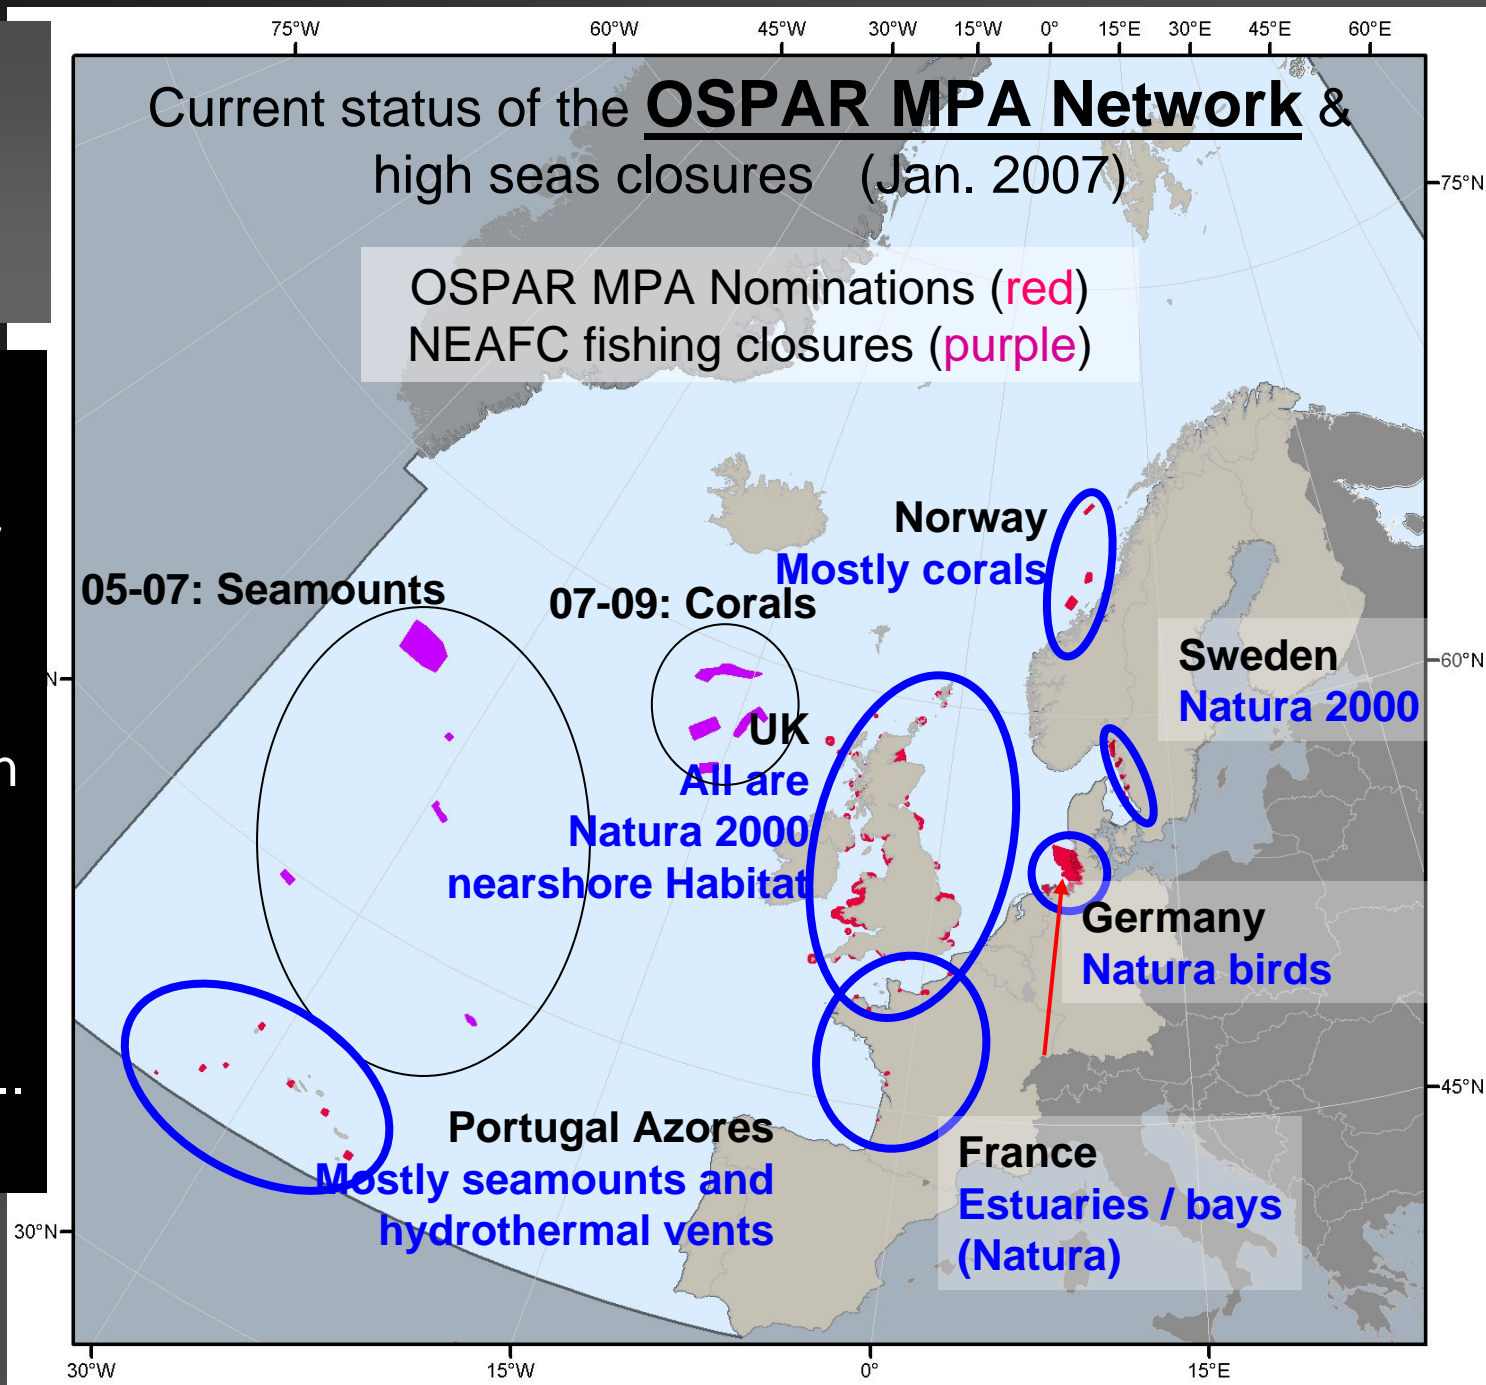 75°W 60°W 45°W 30°W 15°W 0° 15°E 30°E 45°E 60°E
Current status of the OSPAR MPA Network &
high seas closures (Jan. 2007)
75°N
OSPAR MPA Nominations (red)
NEAFC fishing closures (purple)
Norway
Mostly corals
05-07: Seamounts
07-09: Corals
Sweden
Natura 2000
60°N
N
UK
All are
Natura 2000
nearshore Habitat
n
Germany
Natura birds
..
45°N
Portugal Azores
Mostly seamounts and
hydrothermal vents
France
Estuaries / bays
(Natura)
30°N
30°W 15°W 0° 15°E